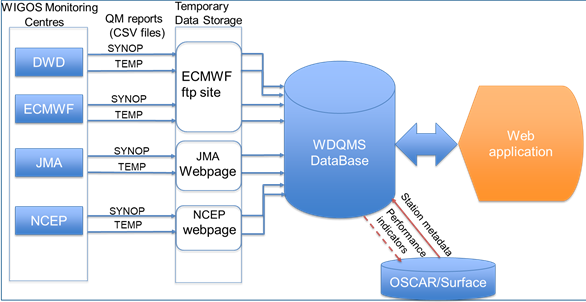 WIGOS Monitoring
Centres
QM reports
(CSV files)
Temporary
Data Storage
DWD
SYNOP
TEMP
ECMWF
SYNOP
TEMP
ECMWF
ftp site
JMA
SYNOP
TEMP
JMA
Webpage
NCEP
SYNOP
TEMP
NCEP
webpage
WDQMS
DataBase
Web
application
Station metadata
Performance
indicators
OSCAR/Surface